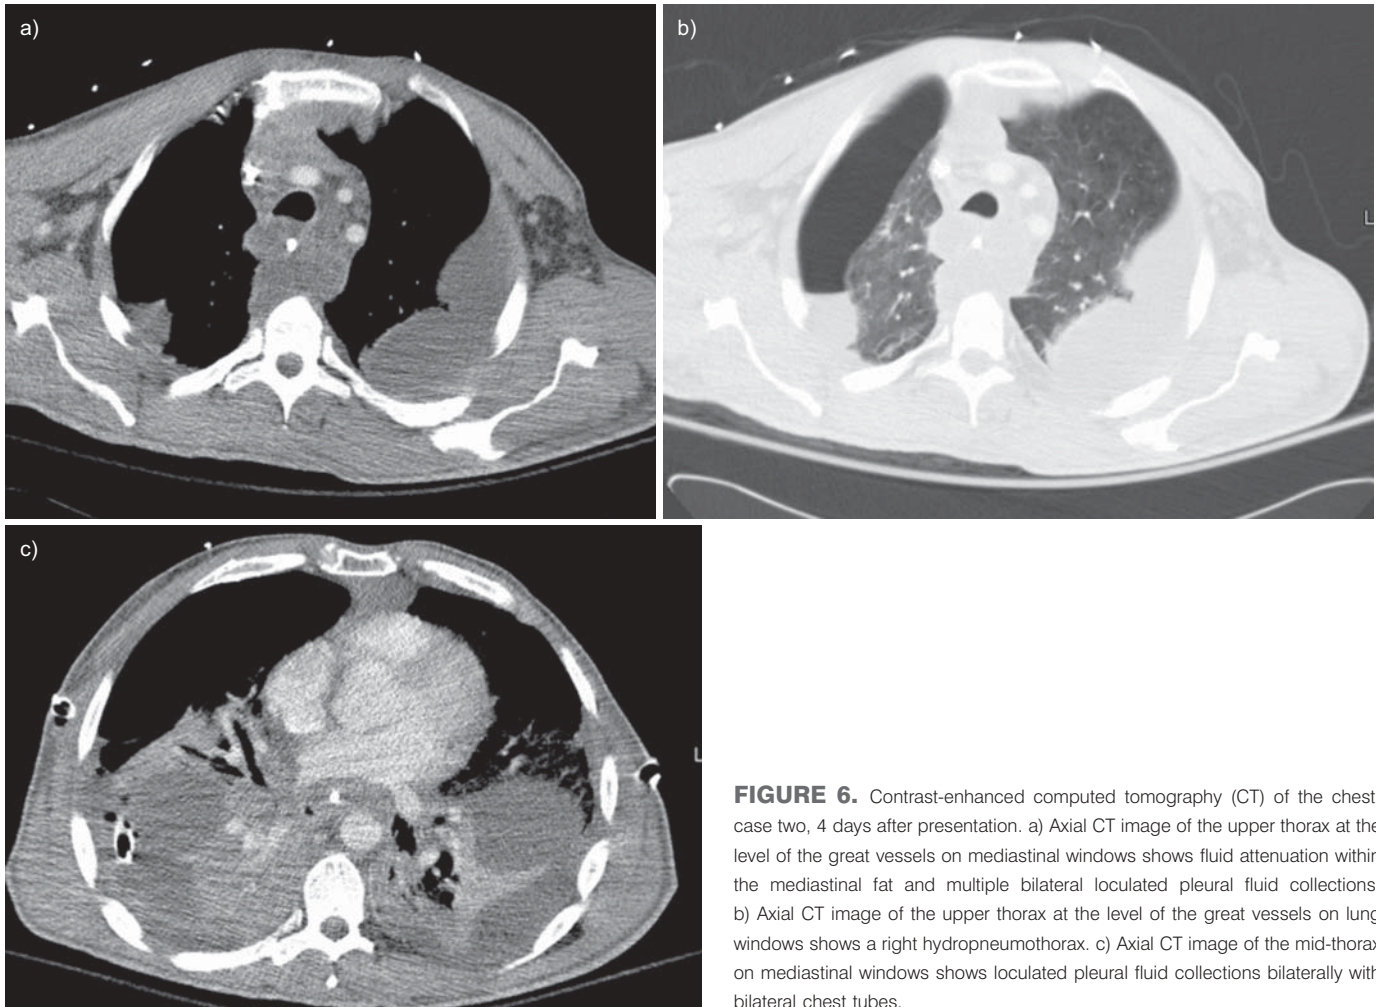 a)
b)
L
c)
L
FIGURE 6. Contrast-enhanced computed tomography (CT) of the chest
case two, 4 days after presentation. a) Axial CT image of the upper thorax at the
level of the great vessels on mediastinal windows shows fluid attenuation within
the mediastinal fat and multiple bilateral loculated pleural fluid collections
b) Axial CT image of the upper thorax at the level of the great vessels on lung
windows shows a right hydropneumothorax. c) Axial CT image of the mid-thorax
on mediastinal windows shows loculated pleural fluid collections bilaterally with
bilateral chest tubes.